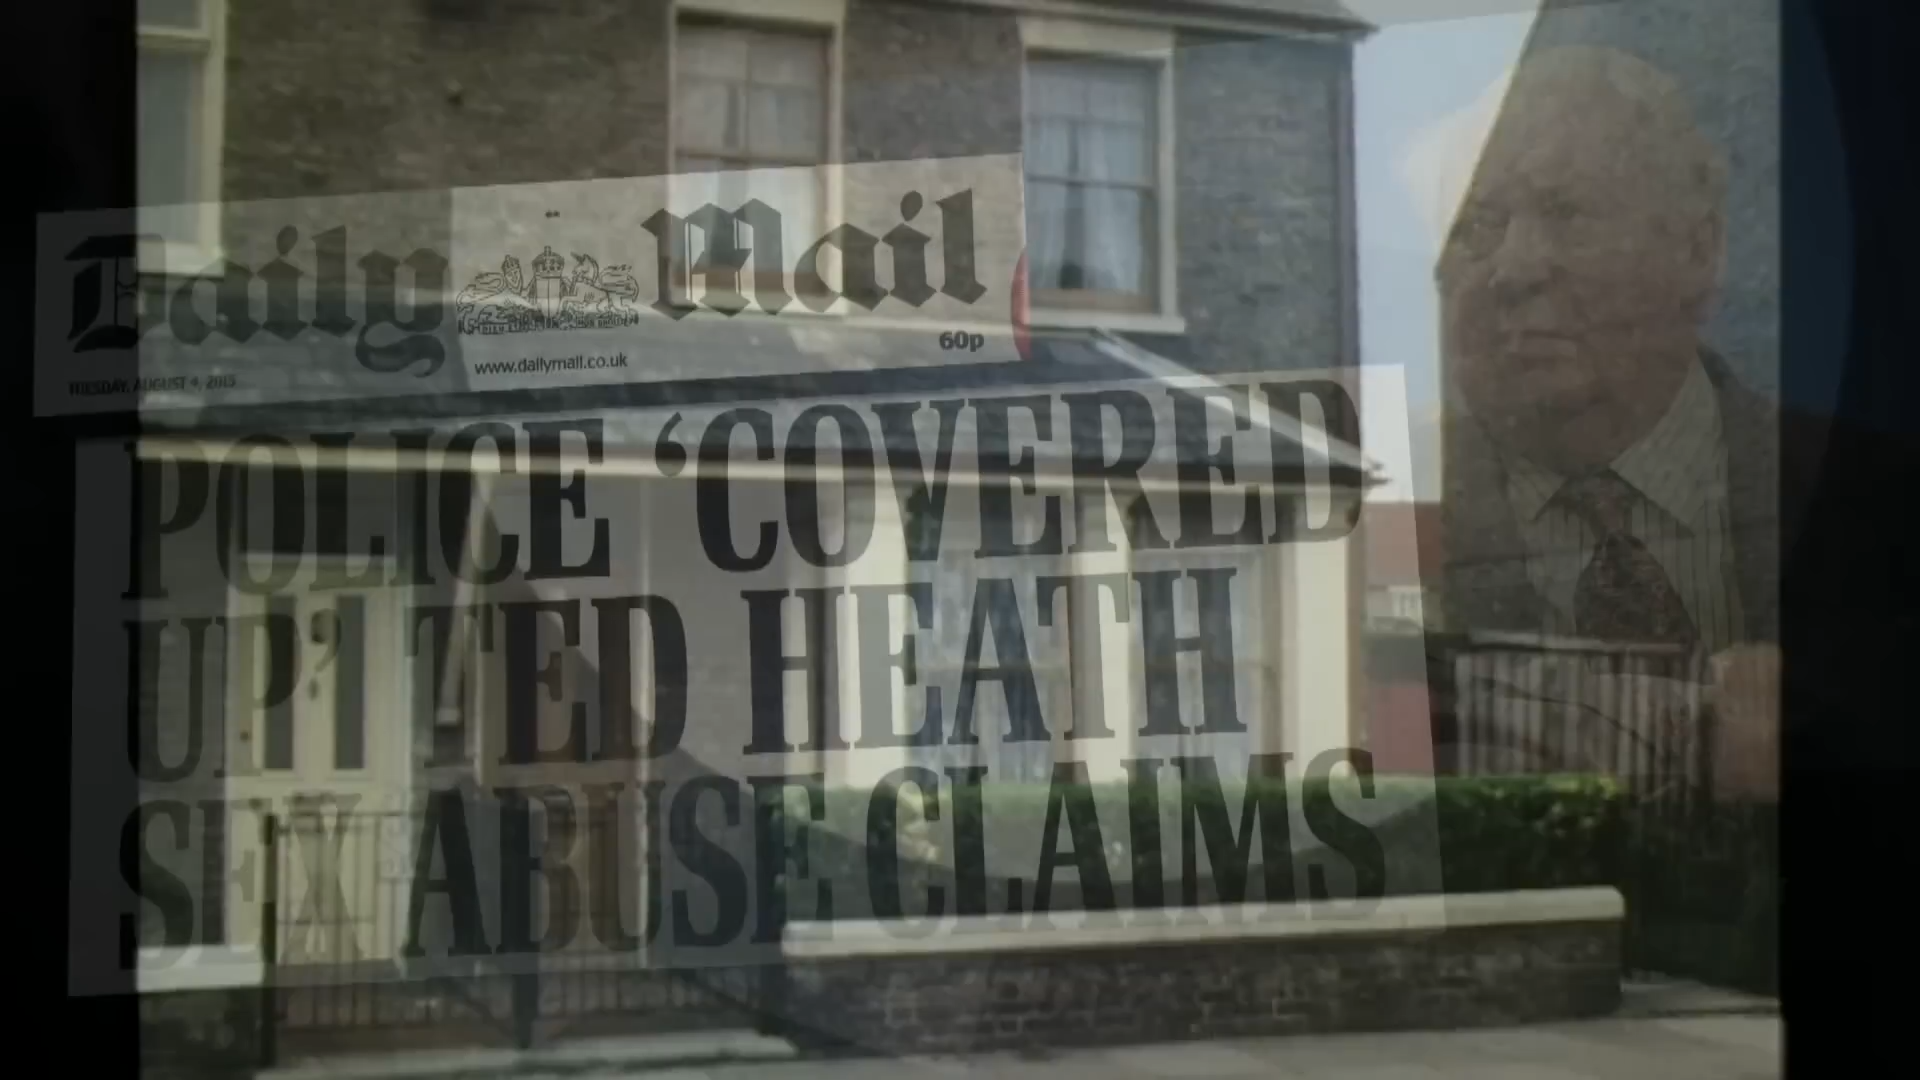 Daily Mail
60p
www.dailymail.co.uk
TUESDAY, AUGUST 4, 2015
POLICE ‘COVERED
UP’ TED HEATH
SEX ABUSE CLAIMS